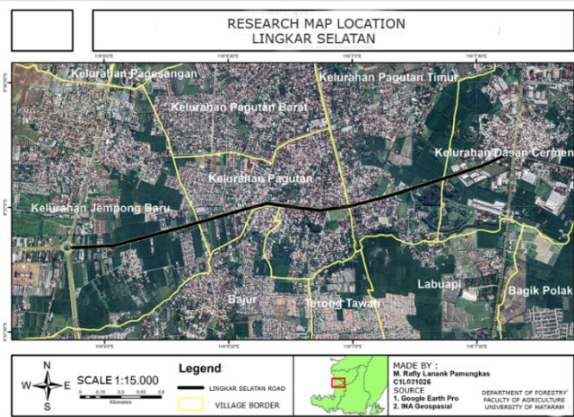 RESEARCH MAP LOCATION
LINGKAR SELATAN
Kelurahan Pagesangan
Kelurahan Pagutan Timur
Kelurahan Pagutan Barat
Kelurahan Dasan Cermen
Kelurahan Pagutan
Kelurahan Jempong Baru
Labuapi
Bagik Polak
Bajur
Terong Tawah
N
W E
S
SCALE 1:15.000
Kilometers
Legend
LINGKAR SELATAN ROAD
VILLAGE BORDER
MADE BY :
M. Rafly Lanank Pamungkas
C1L021026
SOURCE
1. Google Earth Pro
2. INA Geospasial
DEPARTMENT OF FORESTRY
FACULTY OF AGRICULTURE
UNIVERSITY OF MATARAM